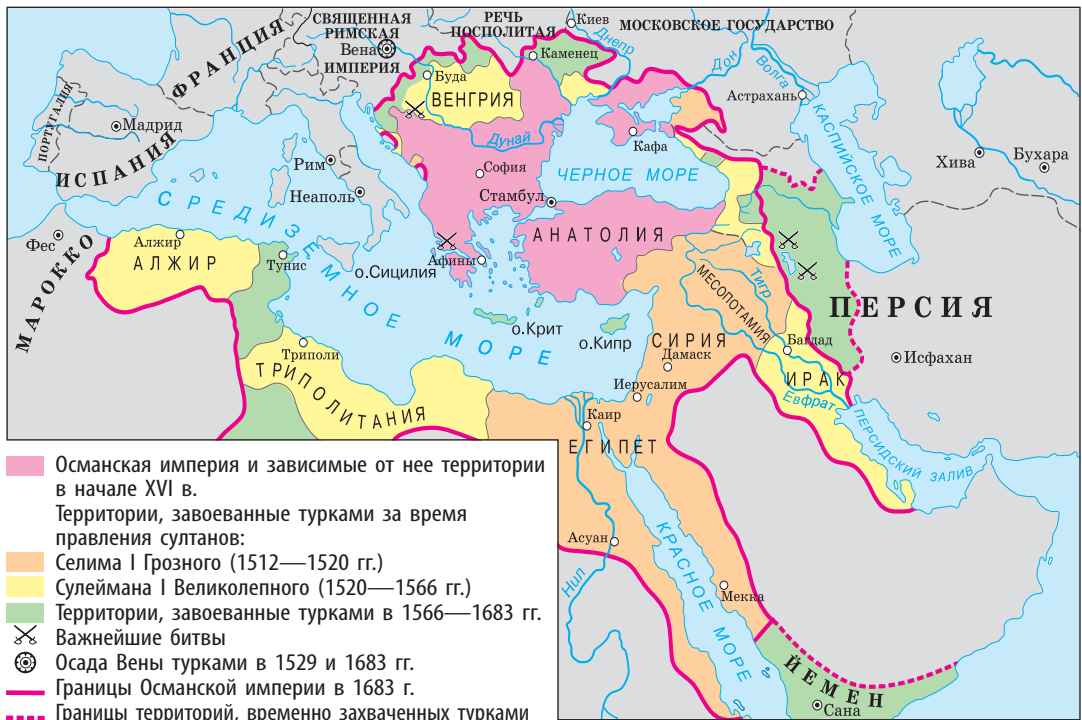 СВЯЩЕННАЯ
РИМСКАЯ
ИМПЕРИЯ
Вена
РЕЧЬ
ПОСПОЛИТАЯ
Киев
МОСКОВСКОЕ ГОСУДАРСТВО
Днепр
Каменец
Дон
Волга
Астрахань
ФРАНЦИЯ
Буда
ВЕНГРИЯ
ПОРТУГАЛИЯ
Мадрид
ИСПАНИЯ
Дунай
Кафа
КАСПИЙСКОЕ МОРЕ
Хива
Бухара
Рим
Неаполь
София
Стамбул
ЧЕРНОЕ МОРЕ
СРЕДИЗЕМНОЕ МОРЕ
Фес
МАРОККО
Алжир
АЛЖИР
Тунис
о.Сицилия
Афины
АНАТОЛИЯ
МЕСОПОТАМИЯ
Тигр
ПЕРСИЯ
о.Крит
о.Кипр
СИРИЯ
Дамаск
Багдад
Исфахан
Триполи
ТРИПОЛИТАНИЯ
Иерусалим
ИРАК
Евфрат
Каир
ЕГИПЕТ
ПЕРСИДСКИЙ ЗАЛИВ
Асуан
Нил
КРАСНОЕ МОРЕ
Мекка
ЙЕМЕН
Сана
Османская империя и зависимые от нее территории
в начале XVI в.
Территории, завоеванные турками за время
правления султанов:
Селима I Грозного (1512—1520 гг.)
Сулеймана I Великолепного (1520—1566 гг.)
Территории, завоеванные турками в 1566—1683 гг.
Важнейшие битвы
Осада Вены турками в 1529 и 1683 гг.
Границы Османской империи в 1683 г.
Границы территорий, временно захваченных турками